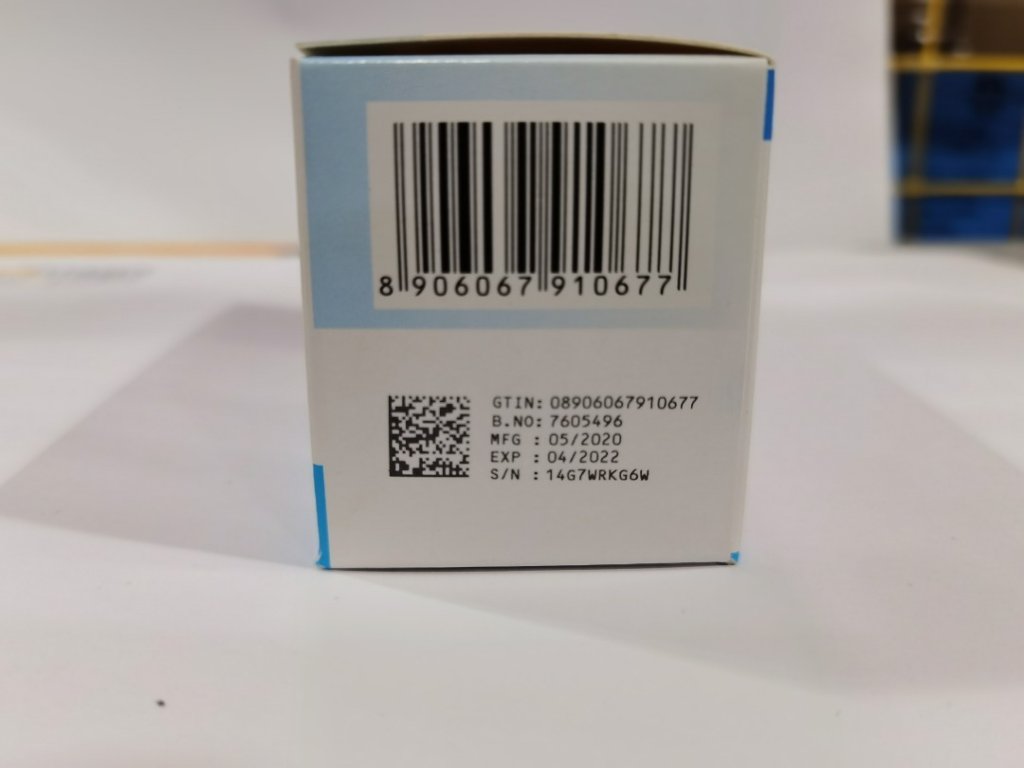 8 906067 910677
GTIN: 08906067910677
B.NO: 7605496
MFG : 05/2020
EXP : 04/2022
S/N : 14G7WRKG6W